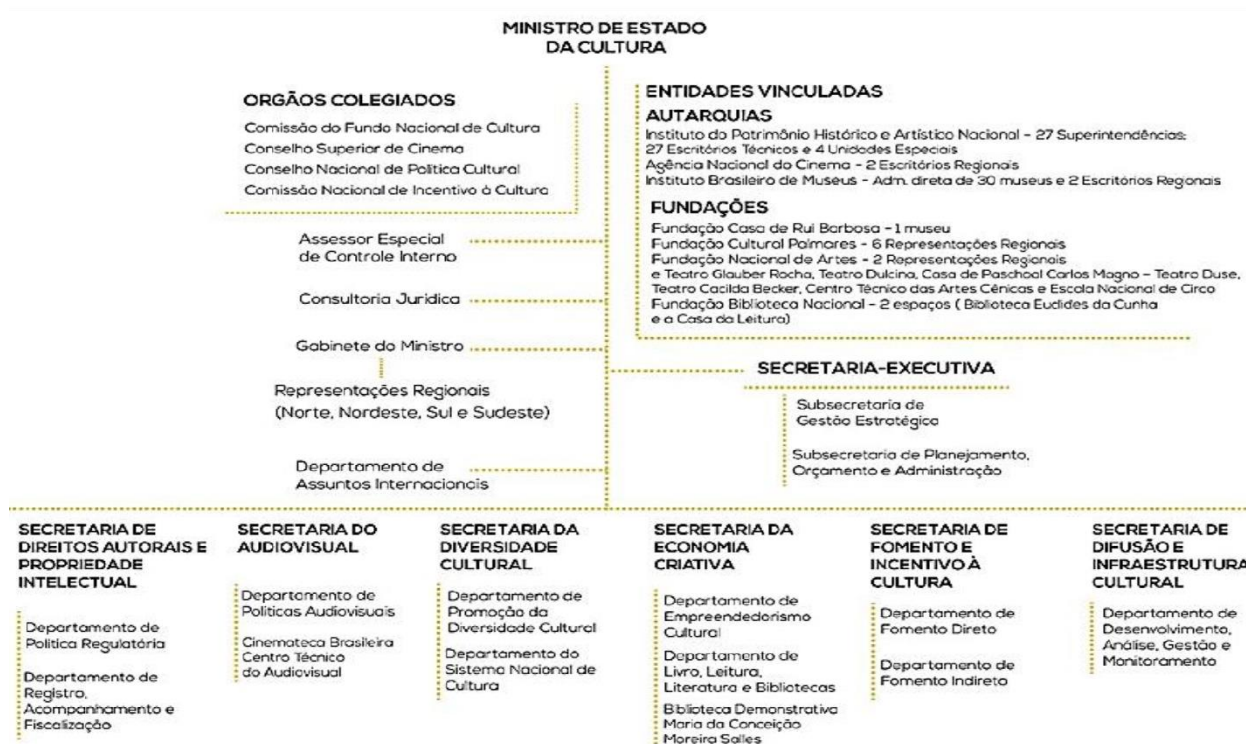 MINISTRO DE ESTADO
DA CULTURA
ORGÃOS COLEGIADOS
Comissão do Fundo Nacional de Cultura
Conselho Superior de Cinema
Conselho Nacional de Política Cultural
Comissão Nacional de Incentivo à Cultura
ENTIDADES VINCULADAS
AUTARQUIAS
Instituto do Patrimônio Histórico e Artístico Nacional - 27 Superintendências;
27 Escritórios Técnicos e 4 Unidades Especiais
Agência Nacional do Cinema - 2 Escritórios Regionais
Instituto Brasileiro de Museus - Adm. direta de 30 museus e 2 Escritórios Regionais
FUNDAÇÕES
Fundação Casa de Rui Barbosa - 1 museu
Fundação Cultural Palmares - 6 Representações Regionais
Fundação Nacional de Artes - 2 Representações Regionais
e Teatro Glauber Rocha, Teatro Dulcina, Casa de Paschoal Carlos Magno - Teatro Duse,
Teatro Cacilda Becker, Centro Técnico das Artes Cênicas e Escola Nacional de Circo
Fundação Biblioteca Nacional - 2 espaços ( Biblioteca Euclides da Cunha
e a Casa da Leitura)
Assessor Especial
de Controle Interno
Consultoria Jurídica
Gabinete do Ministro
Representações Regionais
(Norte, Nordeste, Sul e Sudeste)
Departamento de
Assuntos Internacionais
SECRETARIA-EXECUTIVA
Subsecretaria de
Gestão Estratégica
Subsecretaria de Planejamento,
Orçamento e Administração
SECRETARIA DE
DIREITOS AUTORAIS E
PROPRIEDADE
INTELECTUAL
Departamento de
Política Regulatória
Departamento de
Registro,
Acompanhamento e
Fiscalização
SECRETARIA DO
AUDIOVISUAL
Departamento de
Políticas Audiovisuais
Cinemateca Brasileira
Centro Técnico
do Audiovisual
SECRETARIA DA
DIVERSIDADE
CULTURAL
Departamento de
Promoção da
Diversidade Cultural
Departamento do
Sistema Nacional de
Cultura
SECRETARIA DA
ECONOMIA
CRIATIVA
Departamento de
Empreendedorismo
Cultural
Departamento de
Livro, Leitura,
Literatura e Bibliotecas
Biblioteca Demonstrativa
Maria da Conceição
Moreira Salles
SECRETARIA DE
FOMENTO E
INCENTIVO À
CULTURA
Departamento de
Fomento Direto
Departamento de
Fomento Indireto
SECRETARIA DE
DIFUSÃO E
INFRAESTRUTURA
CULTURAL
Departamento de
Desenvolvimento,
Análise, Gestão e
Monitoramento